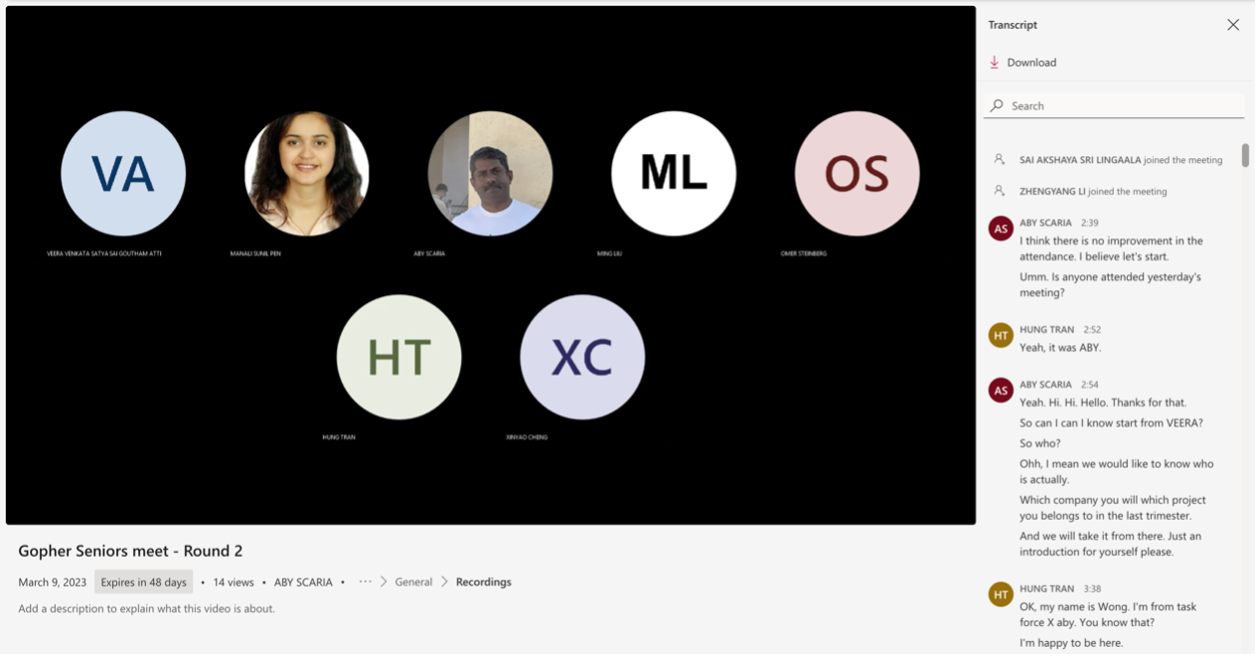 VA
ML
OS
VEERA VENKATA SATYA SAI GOUTHAM ATTI
MANALI SUNIL PEN
ABY SCARIA
MING LIU
OMER STEINBERG
HT
XC
HUNG TRAN
XINYAO CHENG
Gopher Seniors meet - Round 2
March 9, 2023 Expires in 48 days • 14 views • ABY SCARIA • ··· > General > Recordings
Add a description to explain what this video is about.
Transcript
Download
Search
SAI AKSHAYA SRI LINGAALA joined the meeting
ZHENGYANG LI joined the meeting
AS
ABY SCARIA 2:39
I think there is no improvement in the
attendance. I believe let's start.
Umm. Is anyone attended yesterday's
meeting?
HT
HUNG TRAN 2:52
Yeah, it was ABY.
AS
ABY SCARIA 2:54
Yeah. Hi. Hi. Hello. Thanks for that.
So can I can I know start from VEERA?
So who?
Ohh, I mean we would like to know who
is actually.
Which company you will which project
you belongs to in the last trimester.
And we will take it from there. Just an
introduction for yourself please.
HT
HUNG TRAN 3:38
OK, my name is Wong. I'm from task
force X aby. You know that?
I'm happy to be here.